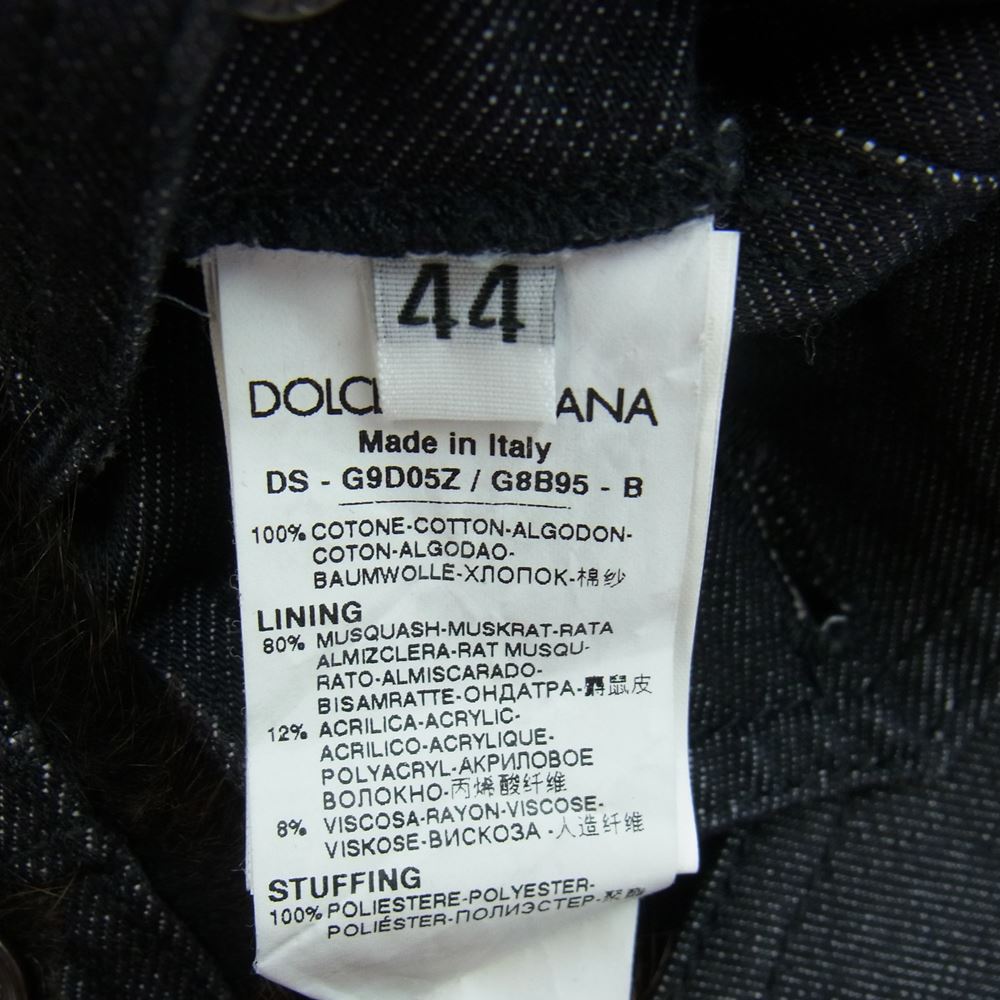 44
DOLC ANA
Made in Italy
DS - G9D05Z / G8B95 - B
100% COTONE-COTTON-ALGODON-
COTON-ALGODAO-
BAUMWOLLE-ХЛОПОК-棉纱
LINING
80% MUSQUASH-MUSKRAT-RATA
ALMIZCLERA-RAT MUSQU-
RATO-ALMISCARADO-
BISAMRATTE-ОНДАТРА-麝鼠皮
12% ACRILICA-ACRYLIC-
ACRILICO-ACRYLIQUE-
POLYACRYL-АКРИЛОВОЕ
ВОЛОКНО-丙烯酸纤维
8% VISCOSA-RAYON-VISCOSE-
VISKOSE-ВИСКОЗА -人造纤维
STUFFING
100% POLIESTERE-POLYESTER-
POLIÉSTER-ПОЛИЭСТЕР-